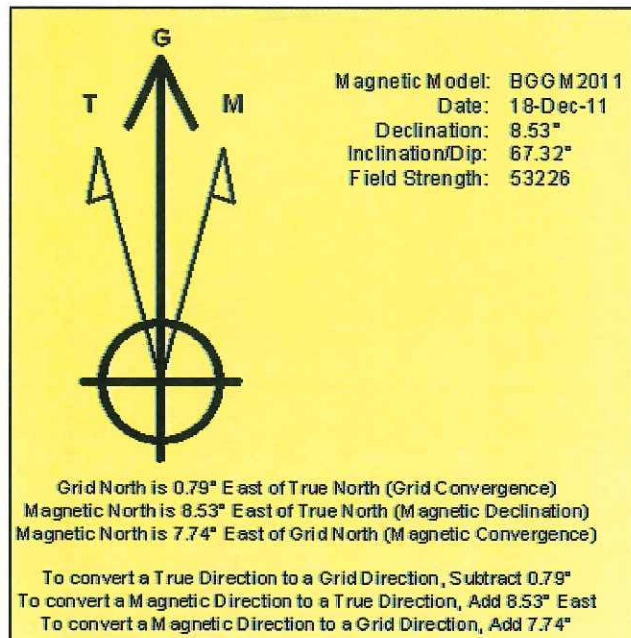 G
T
M
Magnetic Model: BGGM2011
Date: 18-Dec-11
Declination: 8.53°
Inclination/Dip: 67.32°
Field Strength: 53226
Grid North is 0.79° East of True North (Grid Convergence)
Magnetic North is 8.53° East of True North (Magnetic Declination)
Magnetic North is 7.74° East of Grid North (Magnetic Convergence)
To convert a True Direction to a Grid Direction, Subtract 0.79°
To convert a Magnetic Direction to a True Direction, Add 8.53° East
To convert a Magnetic Direction to a Grid Direction, Add 7.74°